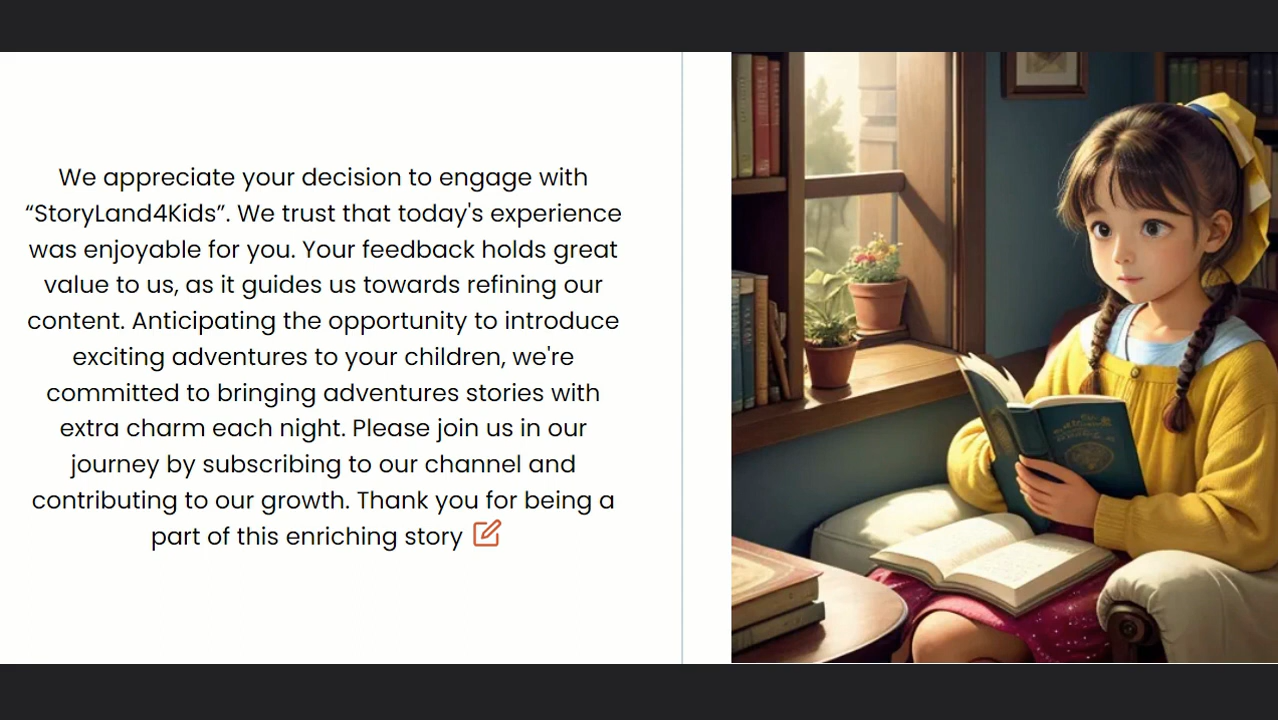 We appreciate your decision to engage with
“StoryLand4Kids”. We trust that today's experience
was enjoyable for you. Your feedback holds great
value to us, as it guides us towards refining our
content. Anticipating the opportunity to introduce
exciting adventures to your children, we're
committed to bringing adventures stories with
extra charm each night. Please join us in our
journey by subscribing to our channel and
contributing to our growth. Thank you for being a
part of this enriching story